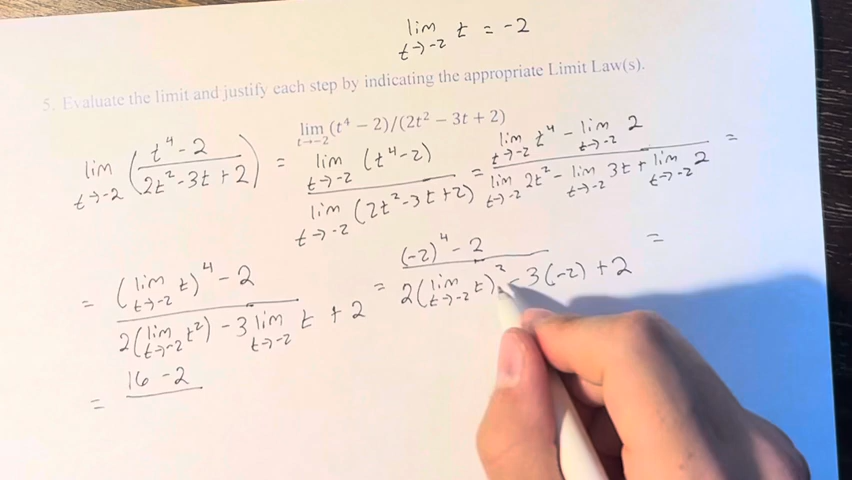 lim t→-2 t = -2
5. Evaluate the limit and justify each step by indicating the appropriate Limit Law(s).
lim t→-2 (t⁴ − 2)/(2t² − 3t + 2)
lim t→-2 ((t⁴ - 2)/(2t² - 3t + 2)) = (lim t→-2 (t⁴ - 2))/(lim t→-2 (2t² - 3t + 2)) = (lim t→-2 t⁴ - lim t→-2 2)/(lim t→-2 2t² - lim t→-2 3t + lim t→-2 2) =
= ((lim t→-2 t)⁴ - 2)/(2(lim t→-2 t²) - 3 lim t→-2 t + 2) = ((-2)⁴ - 2)/(2(lim t→-2 t)² - 3(-2) + 2) =
= 16 - 2